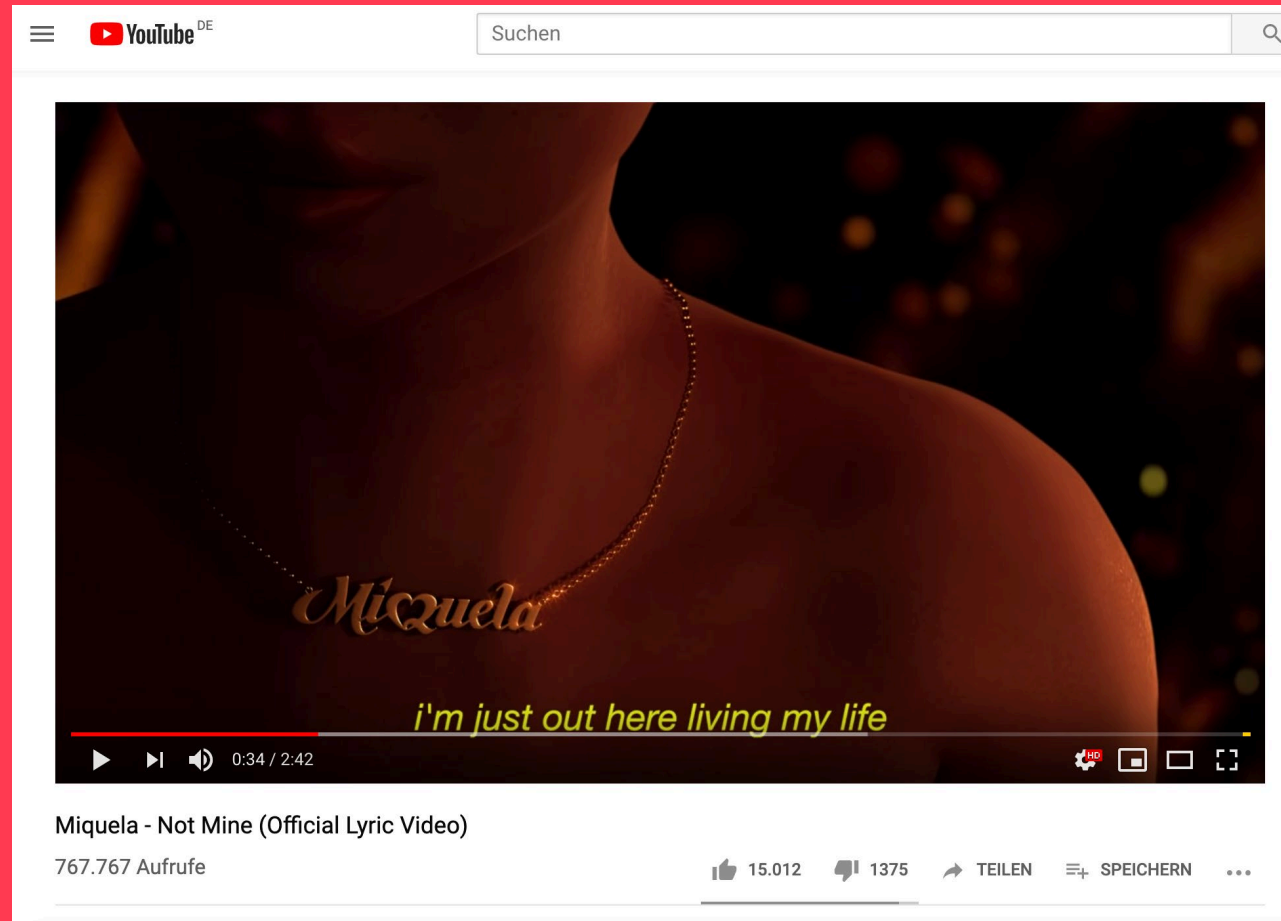 YouTube DE
Suchen
Miquela
i'm just out here living my life
0:34 / 2:42
HD
Miquela - Not Mine (Official Lyric Video)
767.767 Aufrufe
15.012
1375
TEILEN
SPEICHERN